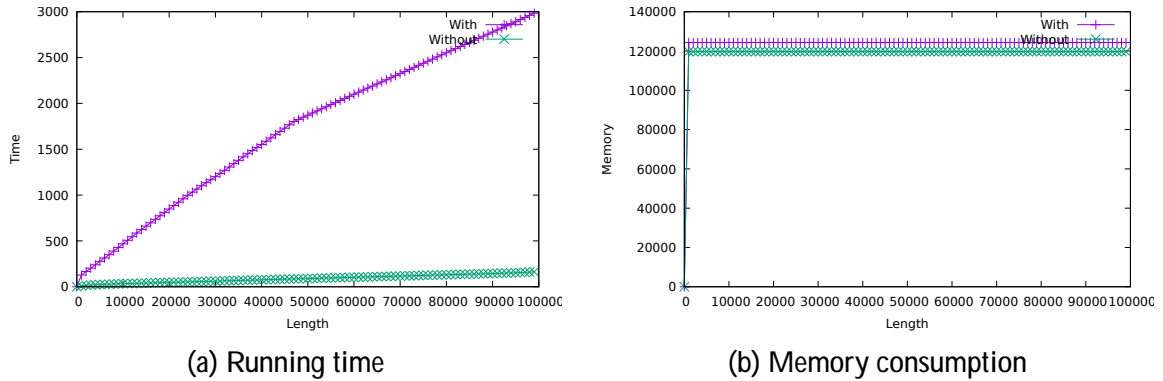 3000
2500
2000
1500
1000
500
0
Time
0 10000 20000 30000 40000 50000 60000 70000 80000 90000 100000
Length
With
Without
(a) Running time
140000
120000
100000
80000
60000
40000
20000
0
Memory
0 10000 20000 30000 40000 50000 60000 70000 80000 90000 100000
Length
With
Without
(b) Memory consumption